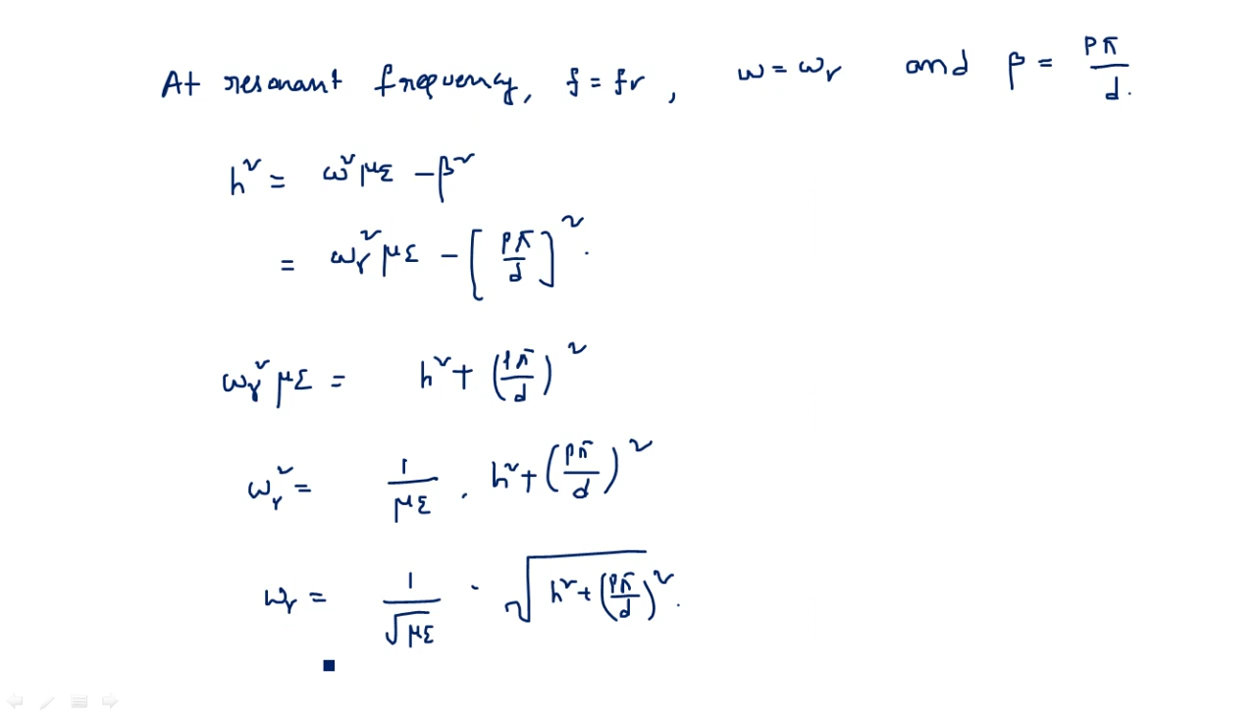 At resonant frequency, f = fr, ω = ωr and β = Pπ/d.
h² = ω²με - β²
= ωr²με - [Pπ/d]².
ωr²με = h² + (Pπ/d)²
ωr² = 1/με . h² + (Pπ/d)²
ωr = 1/√με · √h² + (Pπ/d)².